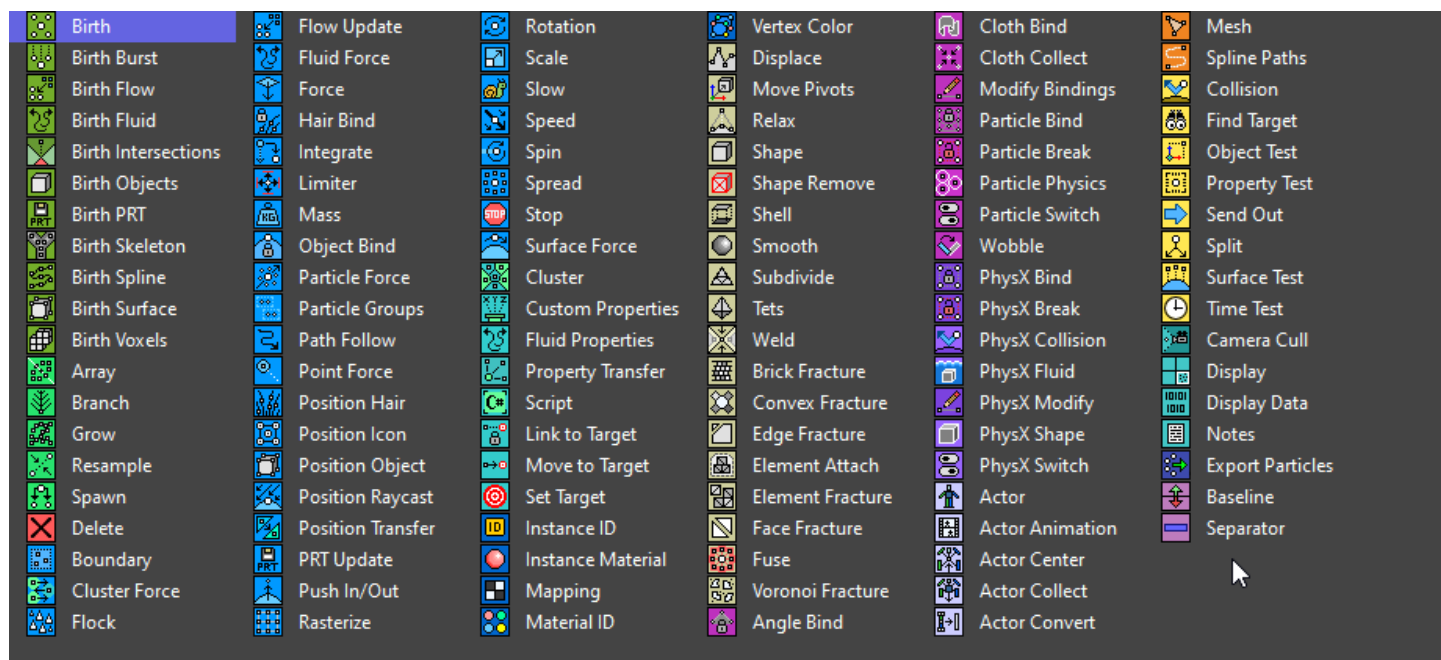 Birth
Birth Burst
Birth Flow
Birth Fluid
Birth Intersections
Birth Objects
PRT
Birth PRT
Birth Skeleton
Birth Spline
Birth Surface
Birth Voxels
Array
Branch
Grow
Resample
Spawn
Delete
Boundary
Cluster Force
Flock
Flow Update
Fluid Force
Force
Hair Bind
Integrate
Limiter
KG
Mass
Object Bind
Particle Force
Particle Groups
Path Follow
Point Force
Position Hair
Position Icon
Position Object
Position Raycast
Position Transfer
PRT
PRT Update
Push In/Out
Rasterize
Rotation
Scale
Slow
Speed
Spin
Spread
STOP
Stop
Surface Force
Cluster
XYZ
Custom Properties
Fluid Properties
Property Transfer
C#
Script
Link to Target
Move to Target
Set Target
ID
Instance ID
Instance Material
Mapping
Material ID
Vertex Color
Displace
Move Pivots
Relax
Shape
Shape Remove
Shell
Smooth
Subdivide
Tets
Weld
Brick Fracture
Convex Fracture
Edge Fracture
Element Attach
Element Fracture
Face Fracture
Fuse
Voronoi Fracture
Angle Bind
Cloth Bind
Cloth Collect
Modify Bindings
Particle Bind
Particle Break
Particle Physics
Particle Switch
Wobble
PhysX Bind
PhysX Break
PhysX Collision
PhysX Fluid
PhysX Modify
PhysX Shape
PhysX Switch
Actor
Actor Animation
Actor Center
Actor Collect
Actor Convert
Mesh
Spline Paths
Collision
Find Target
Object Test
Property Test
Send Out
Split
Surface Test
Time Test
Camera Cull
Display
10101
1010
Display Data
Notes
Export Particles
Baseline
Separator